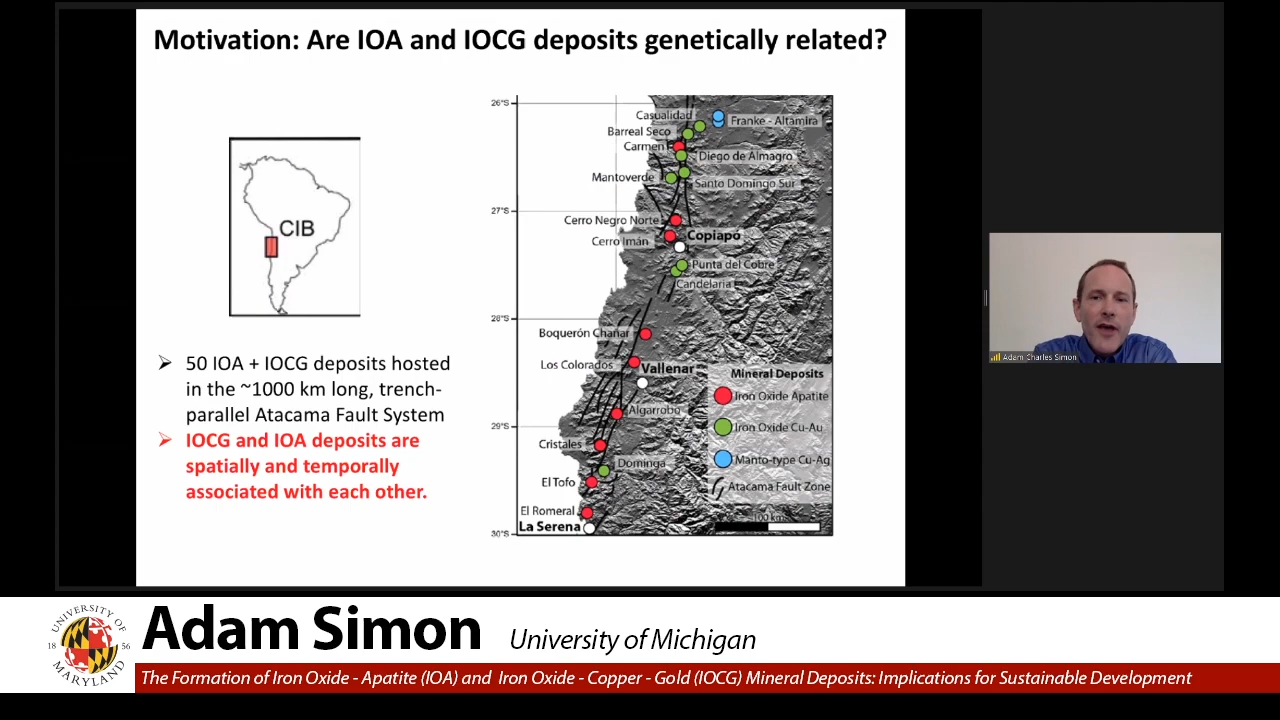 Motivation: Are IOA and IOCG deposits genetically related?
CIB
➢ 50 IOA + IOCG deposits hosted
in the ~1000 km long, trench-
parallel Atacama Fault System
➢ IOCG and IOA deposits are
spatially and temporally
associated with each other.
26°S
27°S
28°S
29°S
30°S
Casualidad
Franke - Altamira
Barreal Seco
Carmen
Diego de Almagro
Mantoverde
Santo Domingo Sur
Cerro Negro Norte
Copiapó
Cerro Imán
Punta del Cobre
Candelaria
Boquerón Chañar
Los Colorados
Vallenar
Algarrobo
Cristales
Dominga
El Tofo
El Romeral
La Serena
Mineral Deposits
Iron Oxide Apatite
Iron Oxide Cu-Au
Manto-type Cu-Ag
Atacama Fault Zone
100 km
Adam Charles Simon
UNIVERSITY OF
18 56
MARYLAND
Adam Simon University of Michigan
The Formation of Iron Oxide - Apatite (IOA) and Iron Oxide - Copper - Gold (IOCG) Mineral Deposits: Implications for Sustainable Development